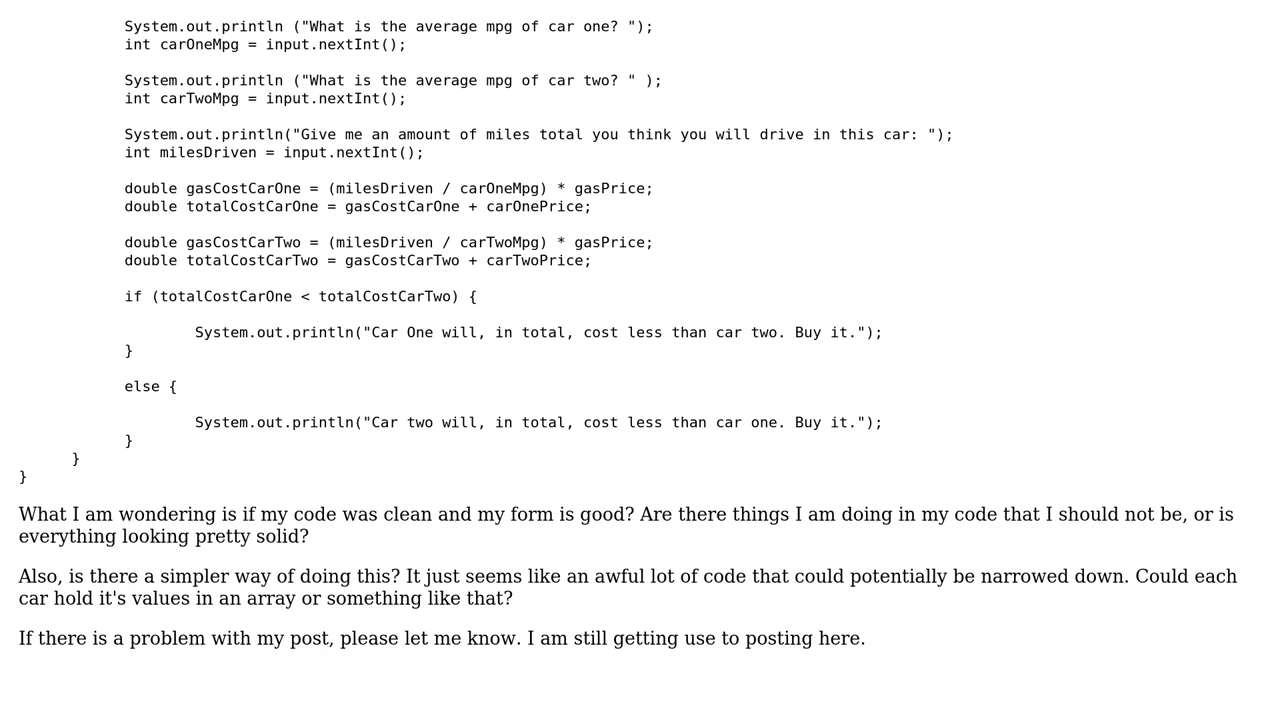 System.out.println ("What is the average mpg of car one? ");
int carOneMpg = input.nextInt();
System.out.println ("What is the average mpg of car two? " );
int carTwoMpg = input.nextInt();
System.out.println("Give me an amount of miles total you think you will drive in this car: ");
int milesDriven = input.nextInt();
double gasCostCarOne = (milesDriven / carOneMpg) * gasPrice;
double totalCostCarOne = gasCostCarOne + carOnePrice;
double gasCostCarTwo = (milesDriven / carTwoMpg) * gasPrice;
double totalCostCarTwo = gasCostCarTwo + carTwoPrice;
if (totalCostCarOne < totalCostCarTwo) {
System.out.println("Car One will, in total, cost less than car two. Buy it.");
}
else {
System.out.println("Car two will, in total, cost less than car one. Buy it.");
}
}
}
What I am wondering is if my code was clean and my form is good? Are there things I am doing in my code that I should not be, or is
everything looking pretty solid?
Also, is there a simpler way of doing this? It just seems like an awful lot of code that could potentially be narrowed down. Could each
car hold it's values in an array or something like that?
If there is a problem with my post, please let me know. I am still getting use to posting here.